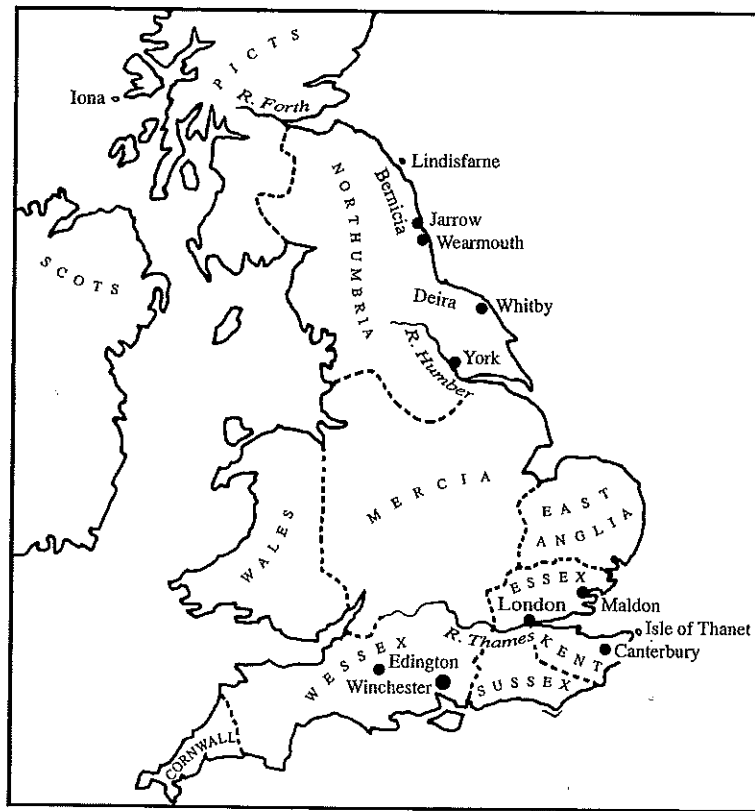 PICTS
Iona
R. Forth
Lindisfarne
NORTHUMBRIA
Bernicia
Jarrow
Wearmouth
SCOTS
Deira
Whitby
R. Humber
York
MERCIA
EAST
ANGLIA
WALES
ESSEX
London
Maldon
Isle of Thanet
R. Thames
KENT
Canterbury
WESSEX
Edington
Winchester
SUSSEX
CORNWALL